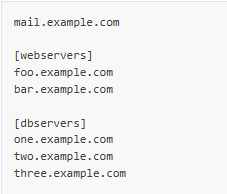 mail.example.com
[webservers]
foo.example.com
bar.example.com
[dbservers]
one.example.com
two.example.com
three.example.com